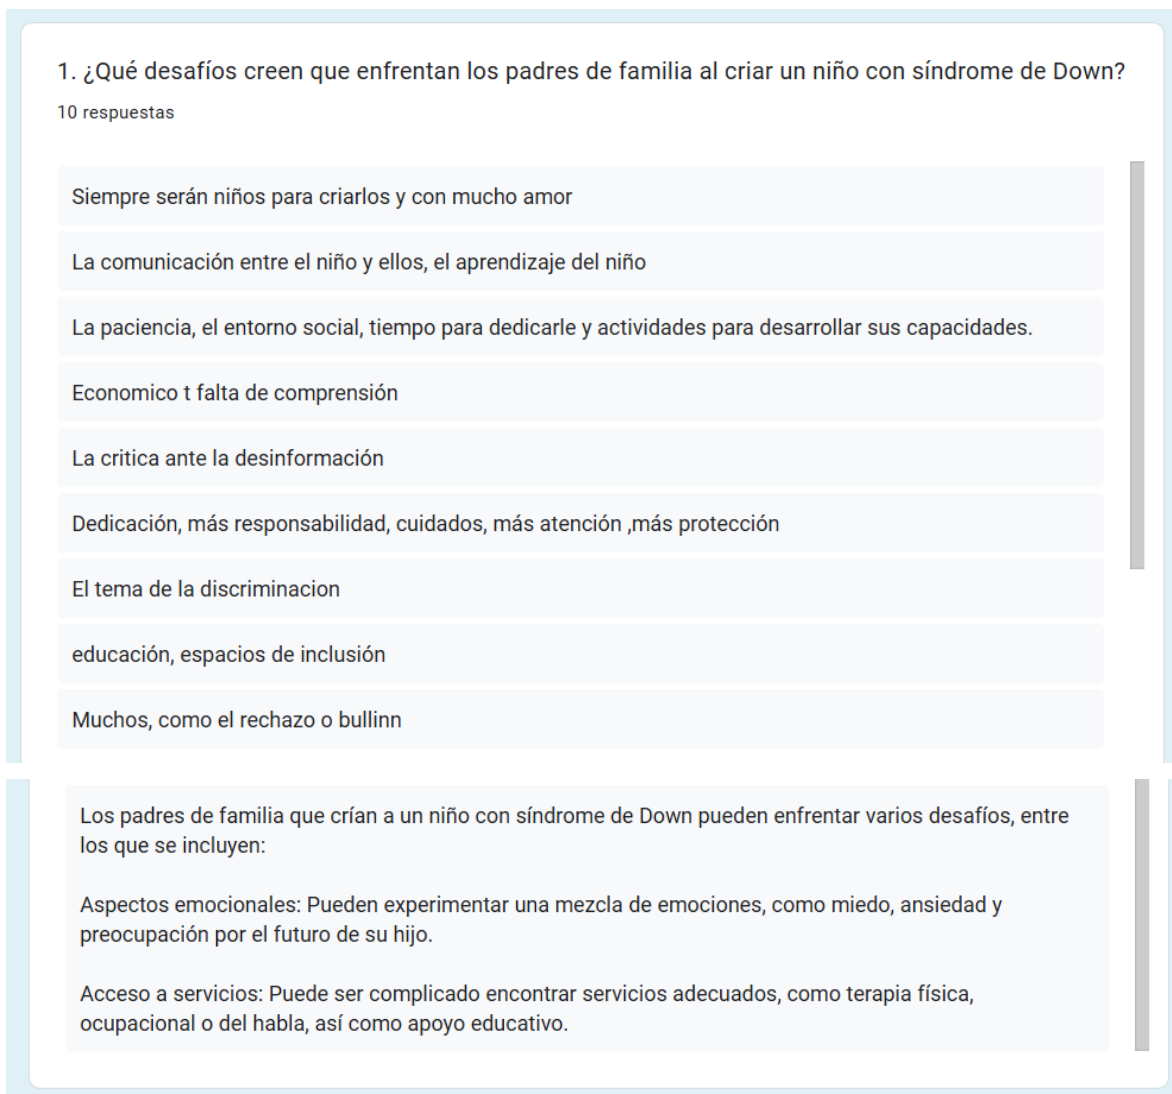 1. ¿Qué desafíos creen que enfrentan los padres de familia al criar un niño con síndrome de Down?
10 respuestas
Siempre serán niños para criarlos y con mucho amor
La comunicación entre el niño y ellos, el aprendizaje del niño
La paciencia, el entorno social, tiempo para dedicarle y actividades para desarrollar sus capacidades.
Economico t falta de comprensión
La critica ante la desinformación
Dedicación, más responsabilidad, cuidados, más atención ,más protección
El tema de la discriminacion
educación, espacios de inclusión
Muchos, como el rechazo o bullinn
Los padres de familia que crían a un niño con síndrome de Down pueden enfrentar varios desafíos, entre
los que se incluyen:
Aspectos emocionales: Pueden experimentar una mezcla de emociones, como miedo, ansiedad y
preocupación por el futuro de su hijo.
Acceso a servicios: Puede ser complicado encontrar servicios adecuados, como terapia física,
ocupacional o del habla, así como apoyo educativo.